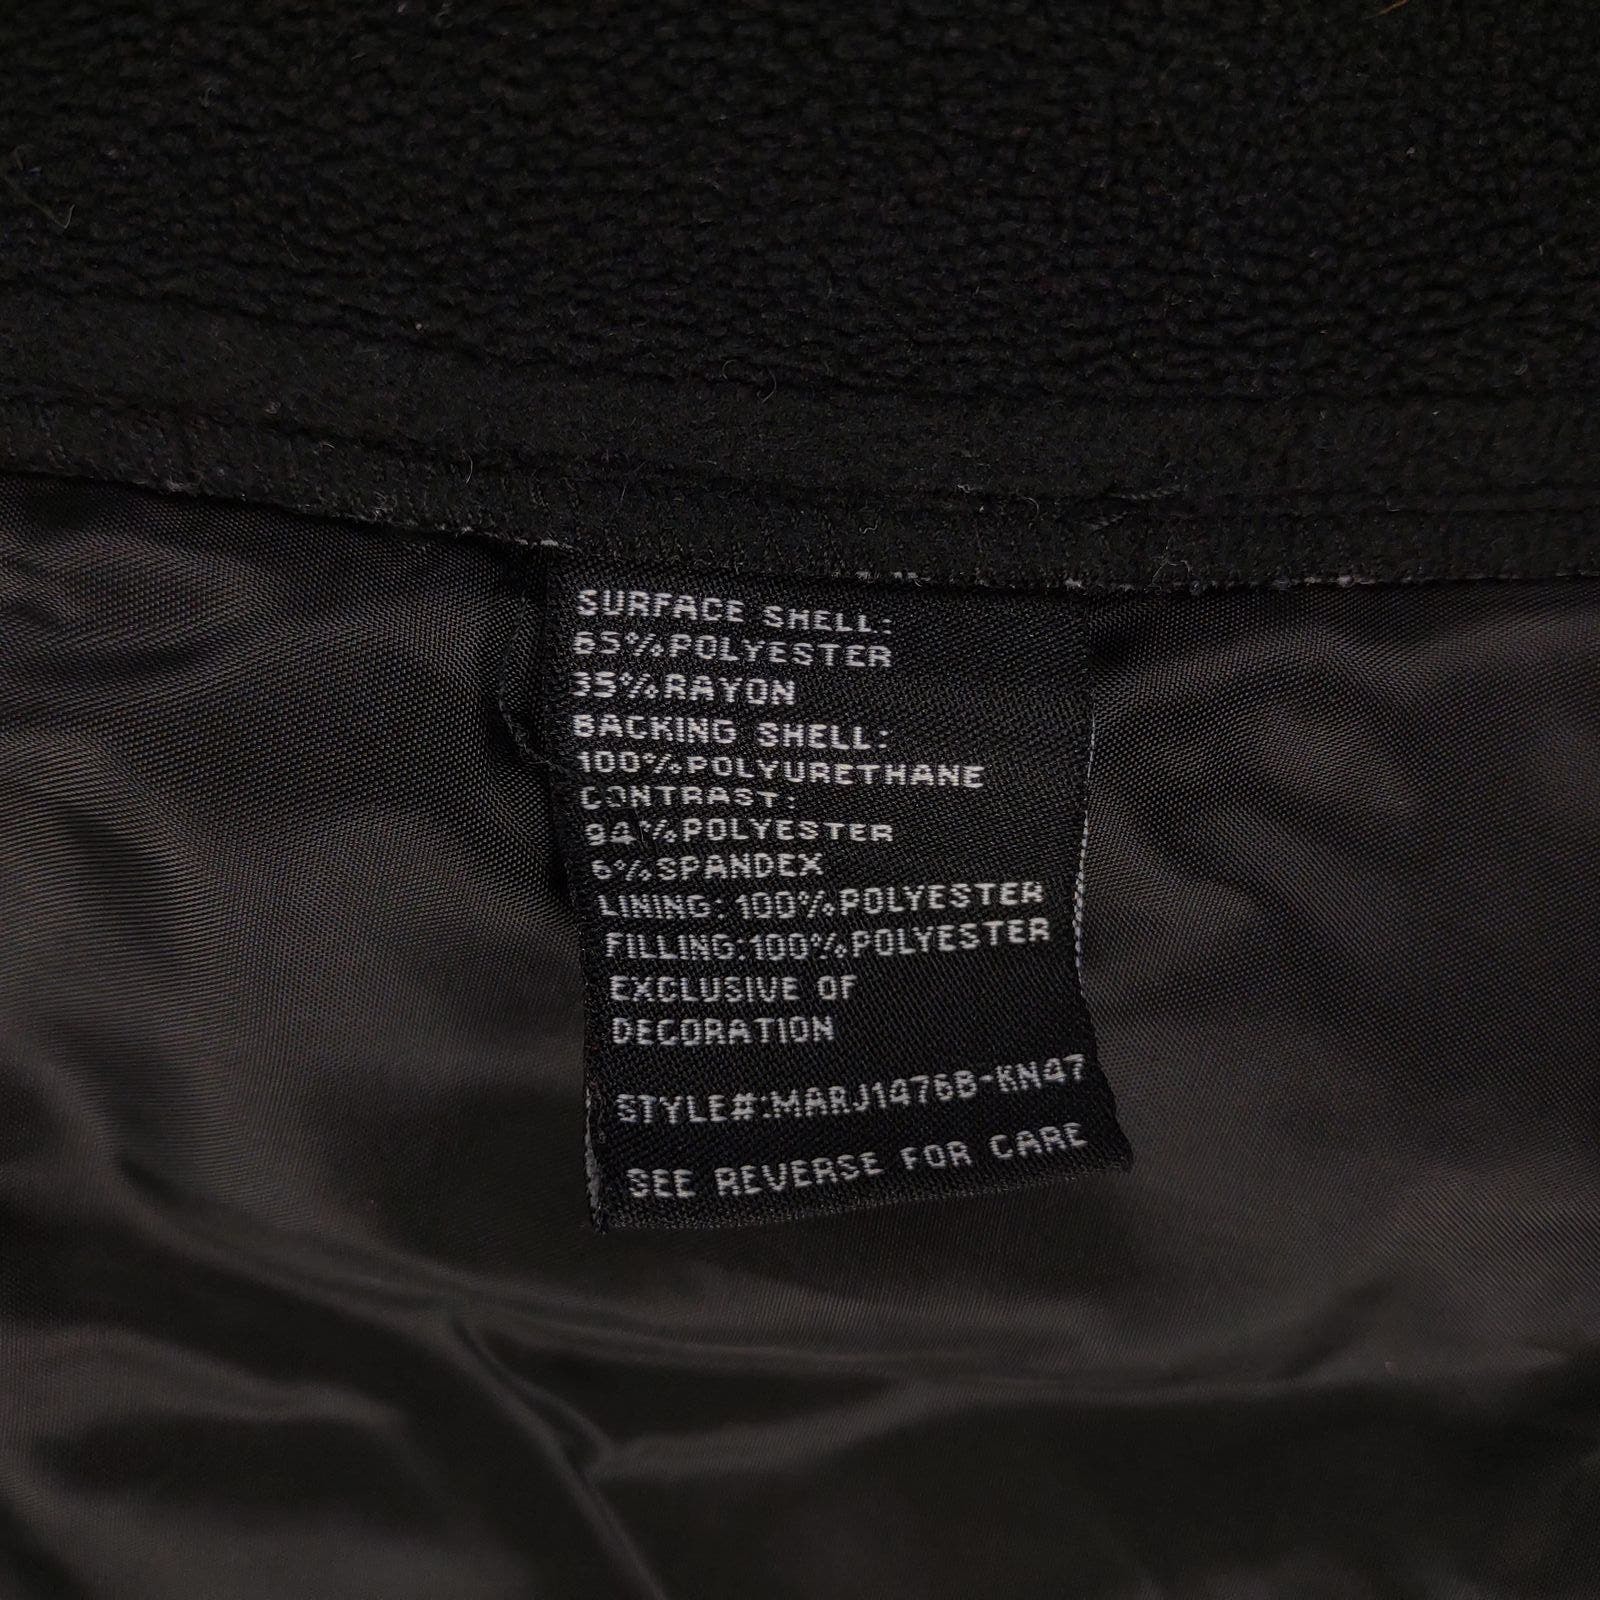 SURFACE SHELL:
65%POLYESTER
35%RAYON
BACKING SHELL:
100%POLYURETHANE
CONTRAST:
94%POLYESTER
6%SPANDEX
LINING: 100%POLYESTER
FILLING:100%POLYESTER
EXCLUSIVE OF
DECORATION
STYLE#:MARJ1476B-KN47
SEE REVERSE FOR CARE